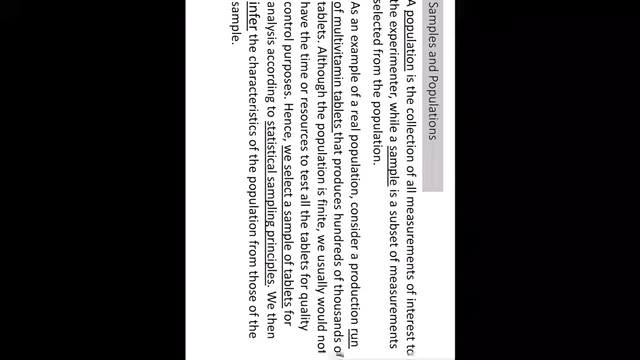 Samples and Populations
A population is the collection of all measurements of interest to
the experimenter, while a sample is a subset of measurements
selected from the population.
As an example of a real population, consider a production run
of multivitamin tablets that produces hundreds of thousands of
tablets. Although the population is finite, we usually would not
have the time or resources to test all the tablets for quality
control purposes. Hence, we select a sample of tablets for
analysis according to statistical sampling principles. We then
infer the characteristics of the population from those of the
sample.